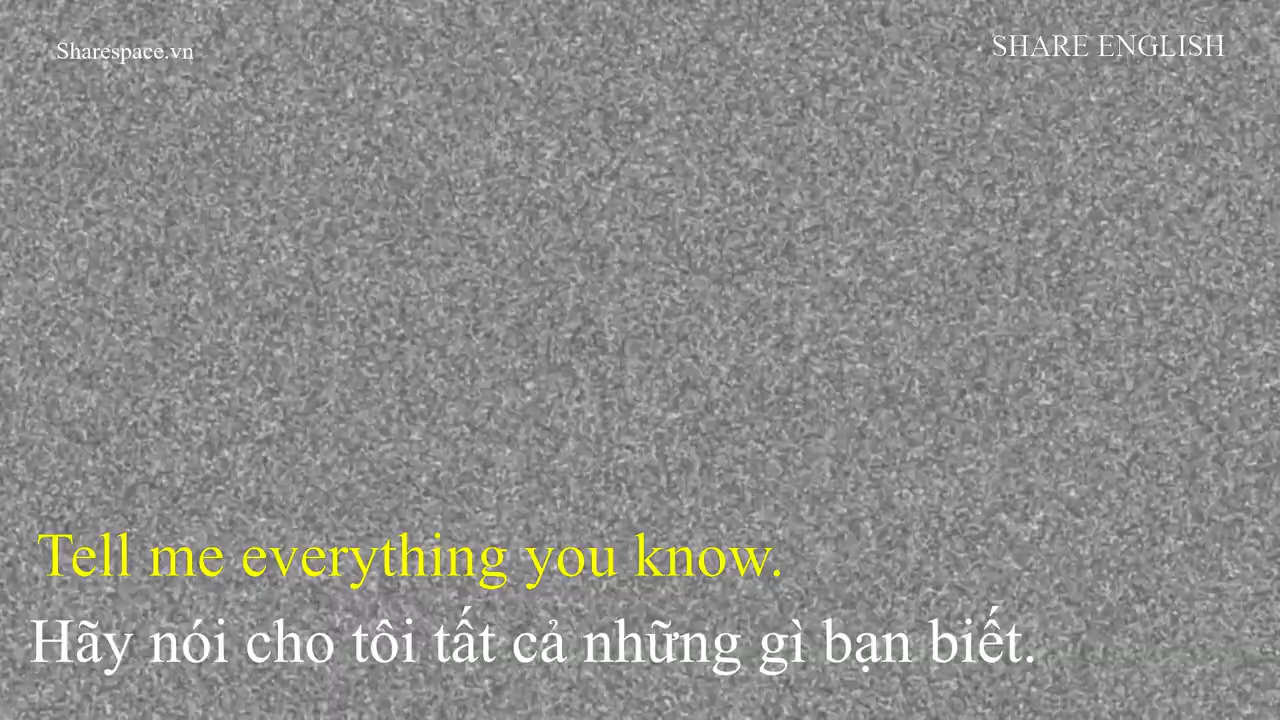 Sharespace.vn
SHARE ENGLISH
Tell me everything you know.
Hãy nói cho tôi tất cả những gì bạn biết.